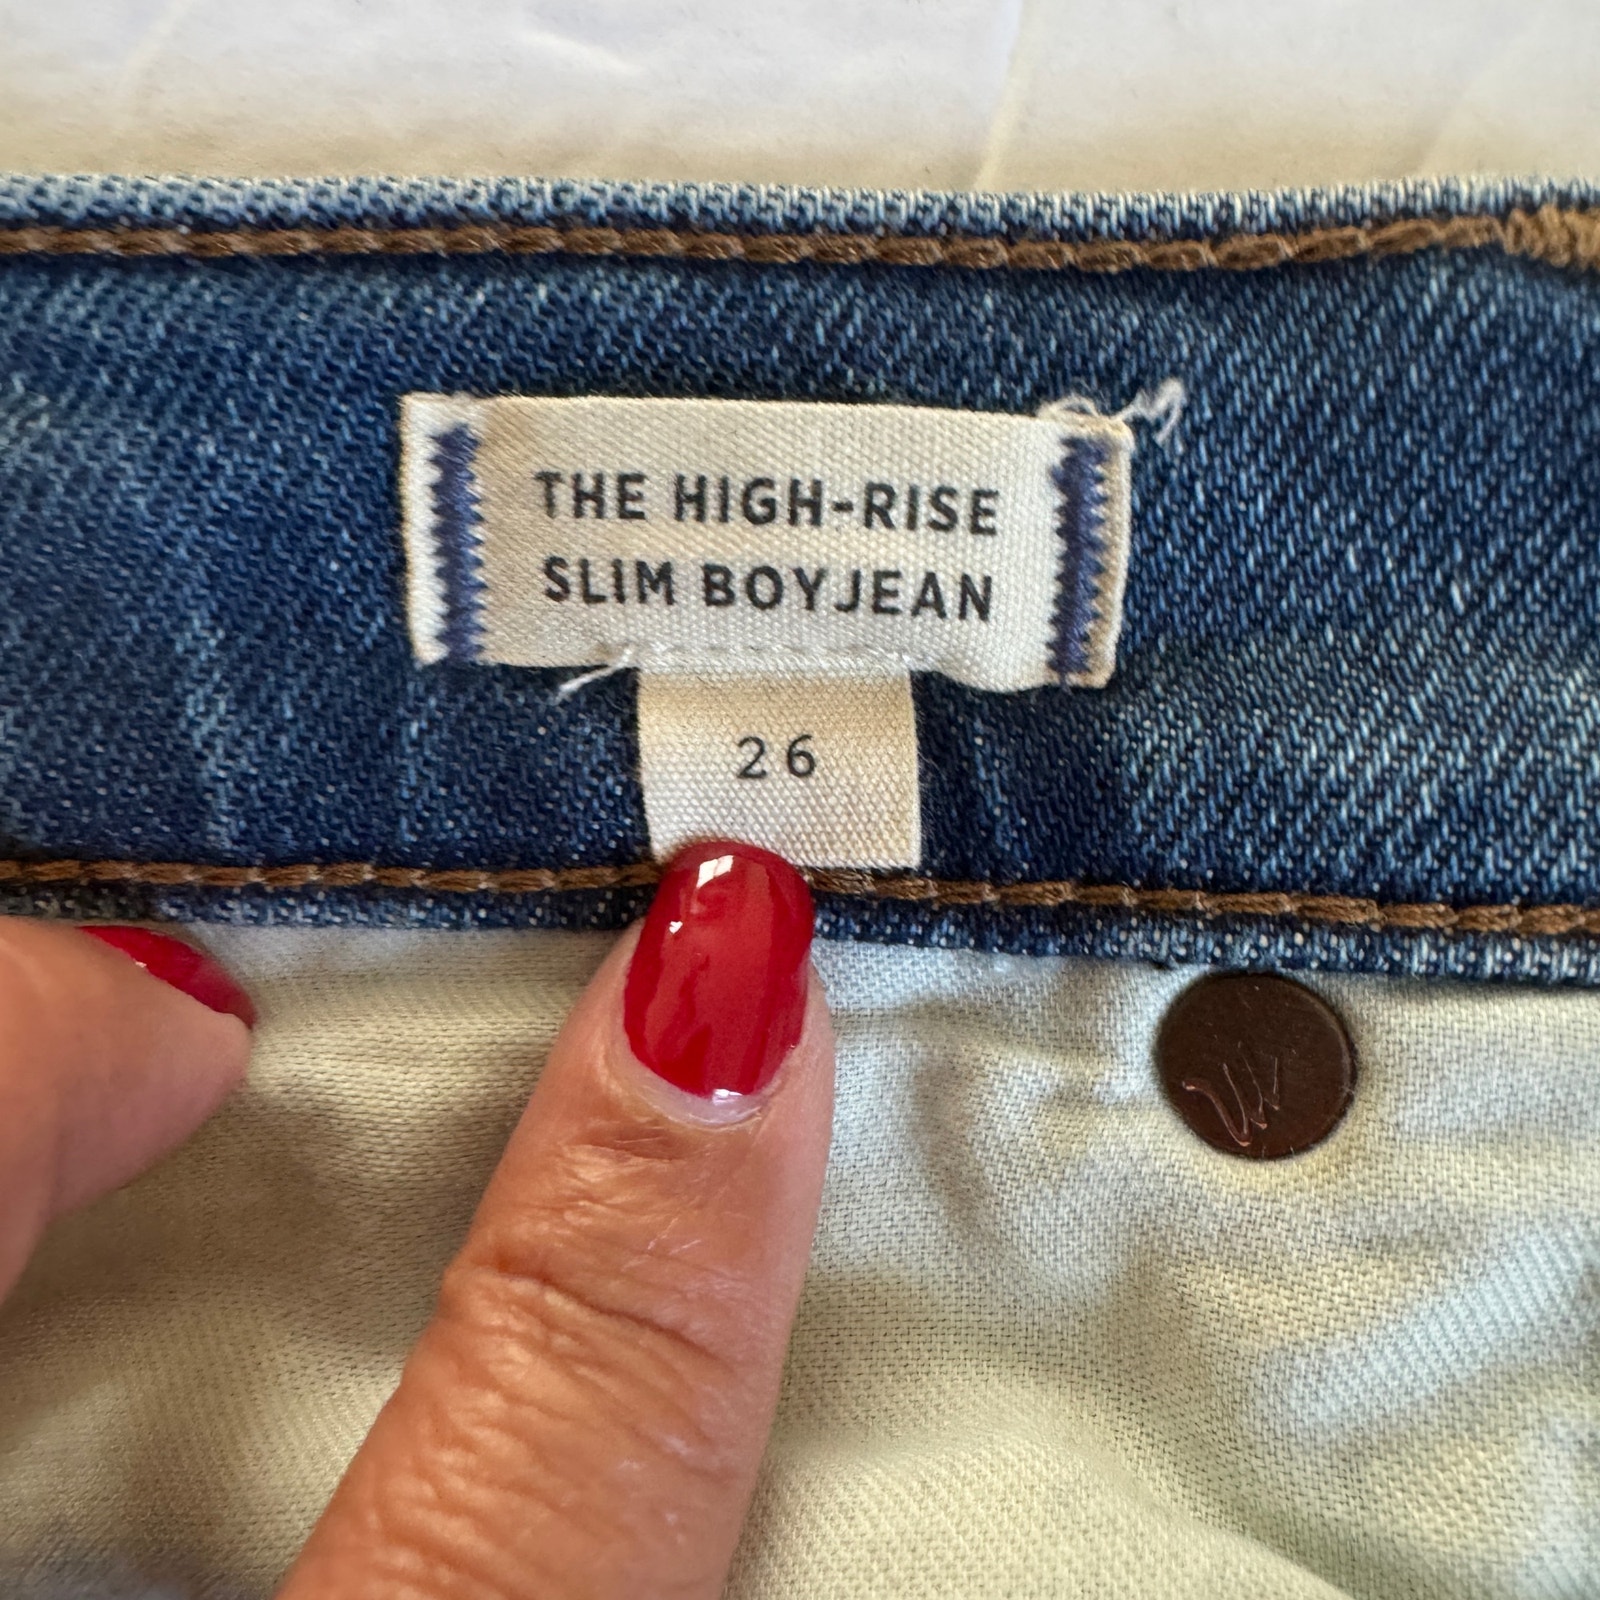 THE HIGH-RISE
SLIM BOYJEAN
26